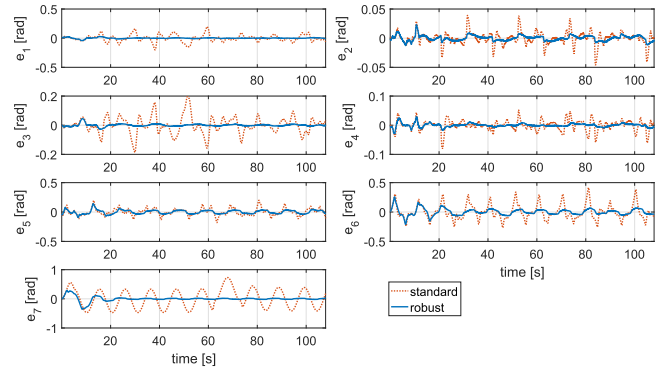 0.5
0
-0.5
e1 [rad]
20 40 60 80 100
0.05
0
-0.05
e2 [rad]
20 40 60 80 100
0.2
0
-0.2
e3 [rad]
20 40 60 80 100
0.1
0
-0.1
e4 [rad]
20 40 60 80 100
0.5
0
-0.5
e5 [rad]
20 40 60 80 100
0.5
0
-0.5
e6 [rad]
20 40 60 80 100
time [s]
1
0
-1
e7 [rad]
20 40 60 80 100
time [s]
standard
robust